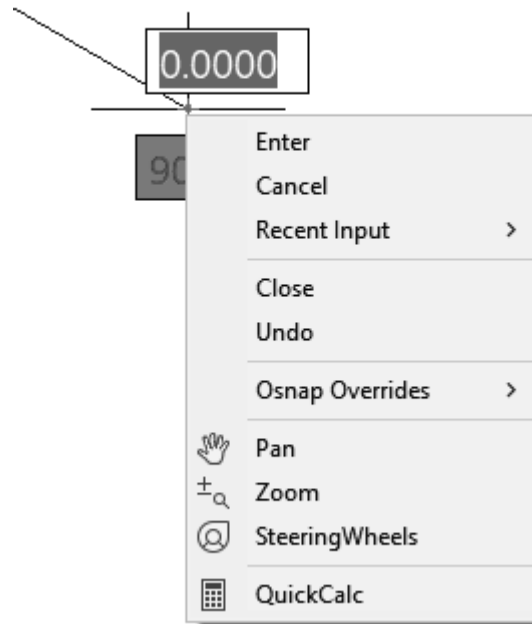 0.0000
90
Enter
Cancel
Recent Input
Close
Undo
Osnap Overrides
Pan
Zoom
SteeringWheels
QuickCalc